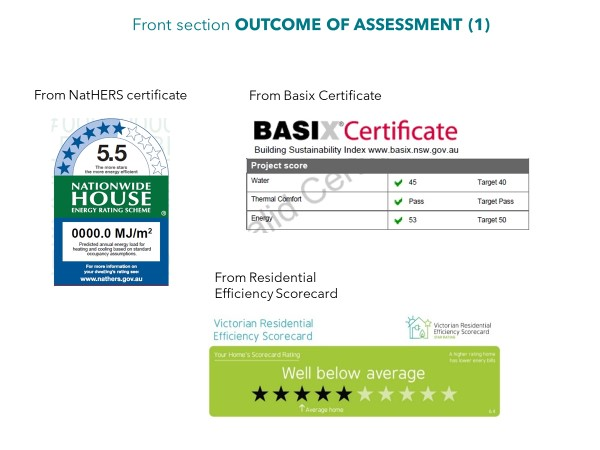 Front section OUTCOME OF ASSESSMENT (1)
From NatHERS certificate
5.5
The more stars
the more energy efficient
NATIONWIDE
HOUSE
ENERGY RATING SCHEME
®
0000.0 MJ/m²
Predicted annual energy load for
heating and cooling based on standard
occupancy assumptions.
For more information on
your dwelling's rating see:
www.nathers.gov.au
From Basix Certificate
BASIX®Certificate
Building Sustainability Index www.basix.nsw.gov.au
Project score
Water 45 Target 40
Thermal Comfort Pass Target Pass
Energy 53 Target 50
From Residential
Efficiency Scorecard
Victorian Residential
Efficiency Scorecard
Victorian Residential
Efficiency Scorecard
Your Home's Scorecard Rating
A higher rating home
has lower energy bills
Well below average
Average home